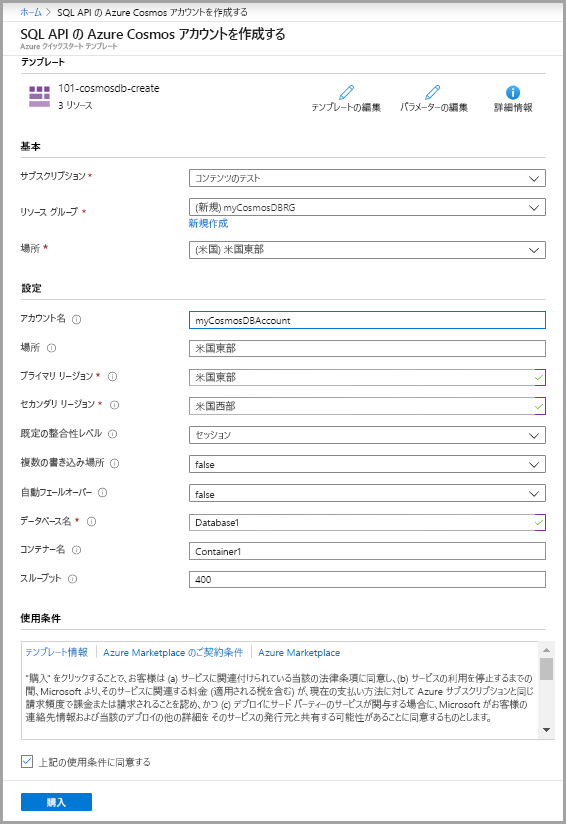 ホーム > SQL API の Azure Cosmos アカウントを作成する
SQL API の Azure Cosmos アカウントを作成する
Azure クイックスタート テンプレート
テンプレート
101-cosmosdb-create
3 リソース
テンプレートの編集
パラメーターの編集
詳細情報
基本
サブスクリプション *
コンテンツのテスト
リソース グループ *
(新規) myCosmosDBRG
新規作成
場所 *
(米国) 米国東部
設定
アカウント名
myCosmosDBAccount
場所
米国東部
プライマリ リージョン *
米国東部
セカンダリ リージョン *
米国西部
既定の整合性レベル
セッション
複数の書き込み場所
false
自動フェールオーバー
false
データベース名 *
Database1
コンテナー名
Container1
スループット
400
使用条件
テンプレート情報 | Azure Marketplace のご契約条件 | Azure Marketplace
"購入" をクリックすることで、お客様は (a) サービスに関連付けられている当該の法律条項に同意し、(b) サービスの利用を停止するまでの
間、Microsoft より、そのサービスに関連する料金 (適用される税を含む) が、現在の支払い方法に対して Azure サブスクリプションと同じ
請求頻度で課金または請求されることを認め、かつ (c) デプロイにサード パーティーのサービスが関与する場合に、Microsoft がお客様の
連絡先情報および当該のデプロイの他の詳細を そのサービスの発行元と共有する可能性があることに同意するものとします。
上記の使用条件に同意する
購入